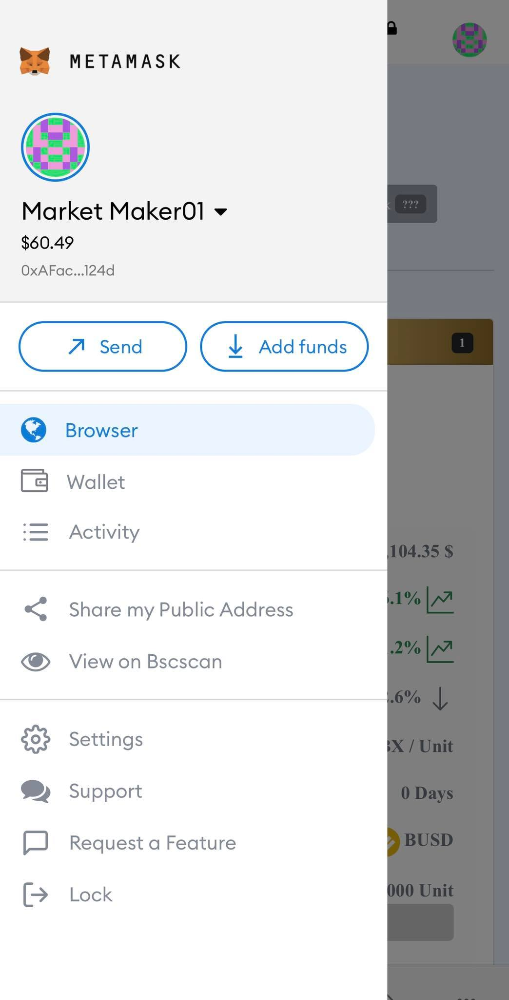 METAMASK
Market Maker01
$60.49
0xAFac...124d
???
Send
Add funds
1
Browser
Wallet
Activity
104.35 $
Share my Public Address
.1%
View on Bscscan
.2%
.6%
Settings
X / Unit
Support
0 Days
Request a Feature
BUSD
Lock
000 Unit